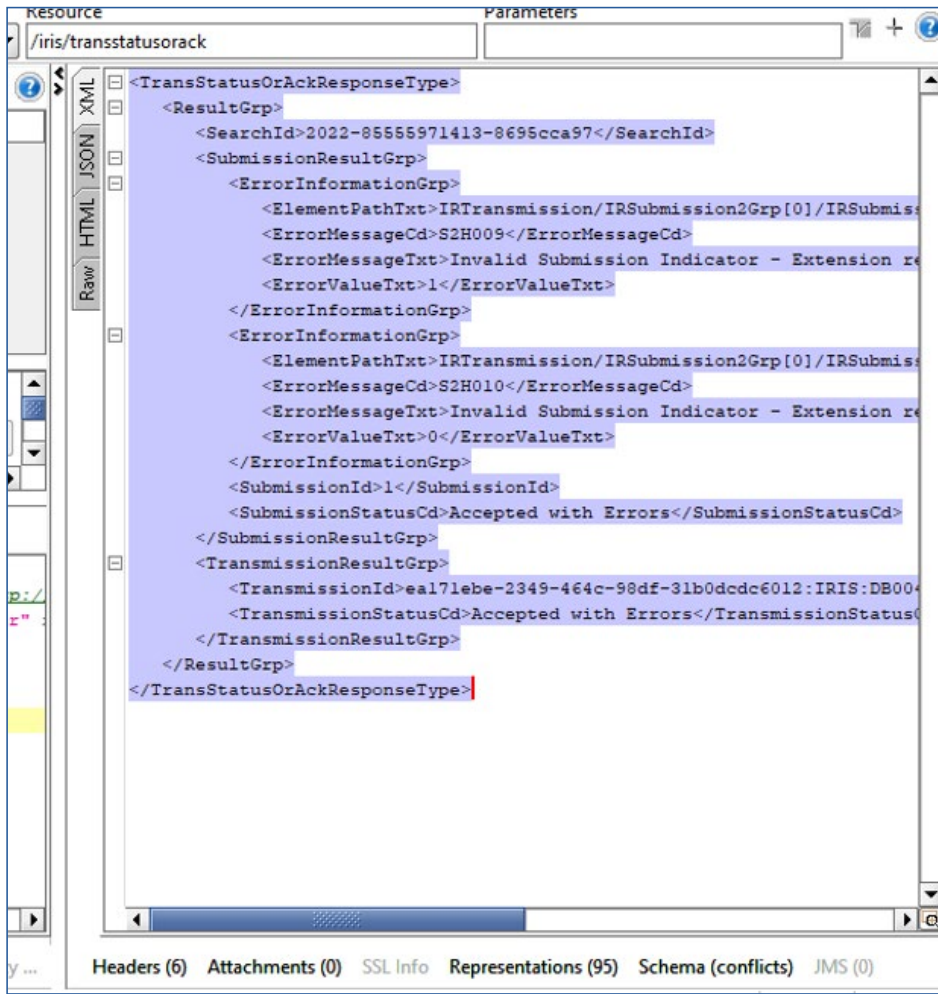 Resource
Parameters
/iris/transstatusorack
XML
JSON
HTML
Raw
<TransStatusOrAckResponseType>
<ResultGrp>
<SearchId>2022-85555971413-8695cca97</SearchId>
<SubmissionResultGrp>
<ErrorInformationGrp>
<ElementPathTxt>IRTransmission/IRSubmission2Grp[0]/IRSubmiss
<ErrorMessageCd>S2H009</ErrorMessageCd>
<ErrorMessageTxt>Invalid Submission Indicator - Extension re
<ErrorValueTxt>1</ErrorValueTxt>
</ErrorInformationGrp>
<ErrorInformationGrp>
<ElementPathTxt>IRTransmission/IRSubmission2Grp[0]/IRSubmiss
<ErrorMessageCd>S2H010</ErrorMessageCd>
<ErrorMessageTxt>Invalid Submission Indicator - Extension re
<ErrorValueTxt>0</ErrorValueTxt>
</ErrorInformationGrp>
<SubmissionId>1</SubmissionId>
<SubmissionStatusCd>Accepted with Errors</SubmissionStatusCd>
</SubmissionResultGrp>
<TransmissionResultGrp>
<TransmissionId>ea171ebe-2349-464c-98df-31b0dcdc6012:IRIS:DB004
<TransmissionStatusCd>Accepted with Errors</TransmissionStatusC
</TransmissionResultGrp>
</ResultGrp>
</TransStatusOrAckResponseType>
p://
r" :
y ...
Headers (6) Attachments (0) SSL Info Representations (95) Schema (conflicts) JMS (0)